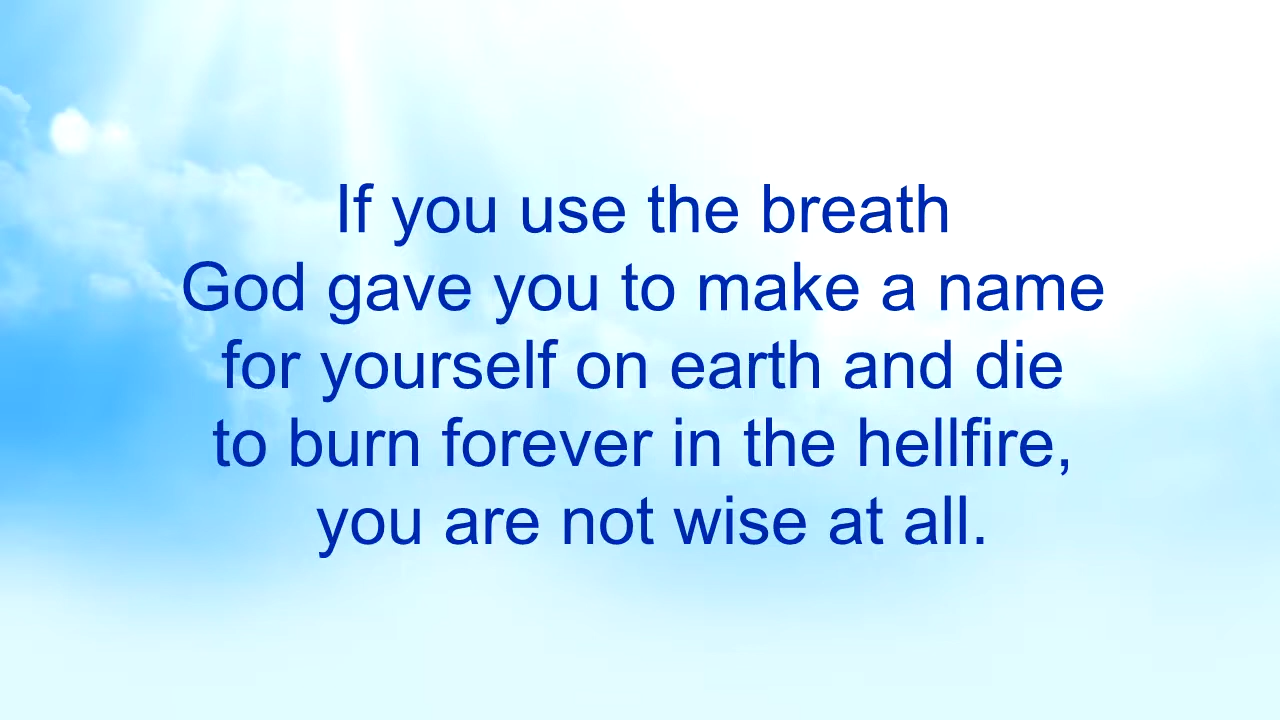 If you use the breath
God gave you to make a name
for yourself on earth and die
to burn forever in the hellfire,
you are not wise at all.